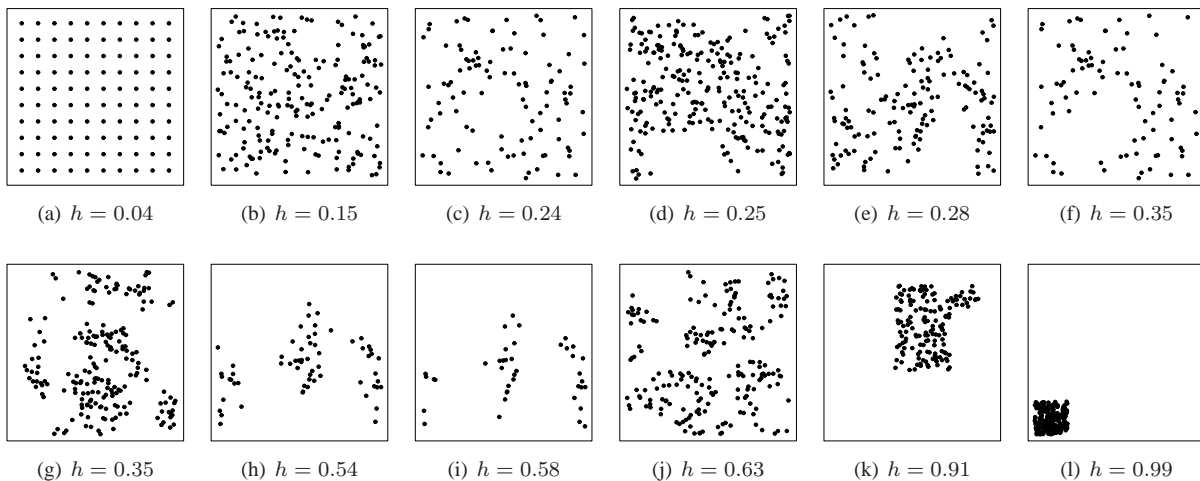 (a) h = 0.04
(b) h = 0.15
(c) h = 0.24
(d) h = 0.25
(e) h = 0.28
(f) h = 0.35
(g) h = 0.35
(h) h = 0.54
(i) h = 0.58
(j) h = 0.63
(k) h = 0.91
(l) h = 0.99